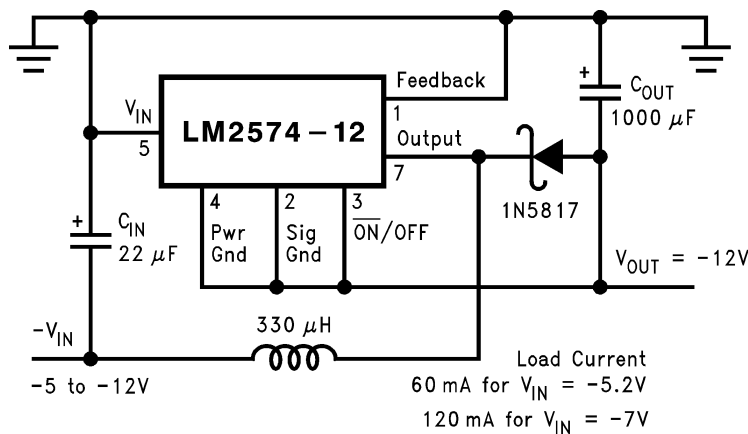 Feedback
+
C_OUT
1000 μF
V_IN
5
LM2574-12
1
Output
7
1N5817
+
C_IN
22 μF
4
2
3
Pwr
Gnd
Sig
Gnd
O̅N̅/OFF
V_OUT = -12V
330 μH
-V_IN
-5 to -12V
Load Current
60 mA for V_IN = -5.2V
120 mA for V_IN = -7V